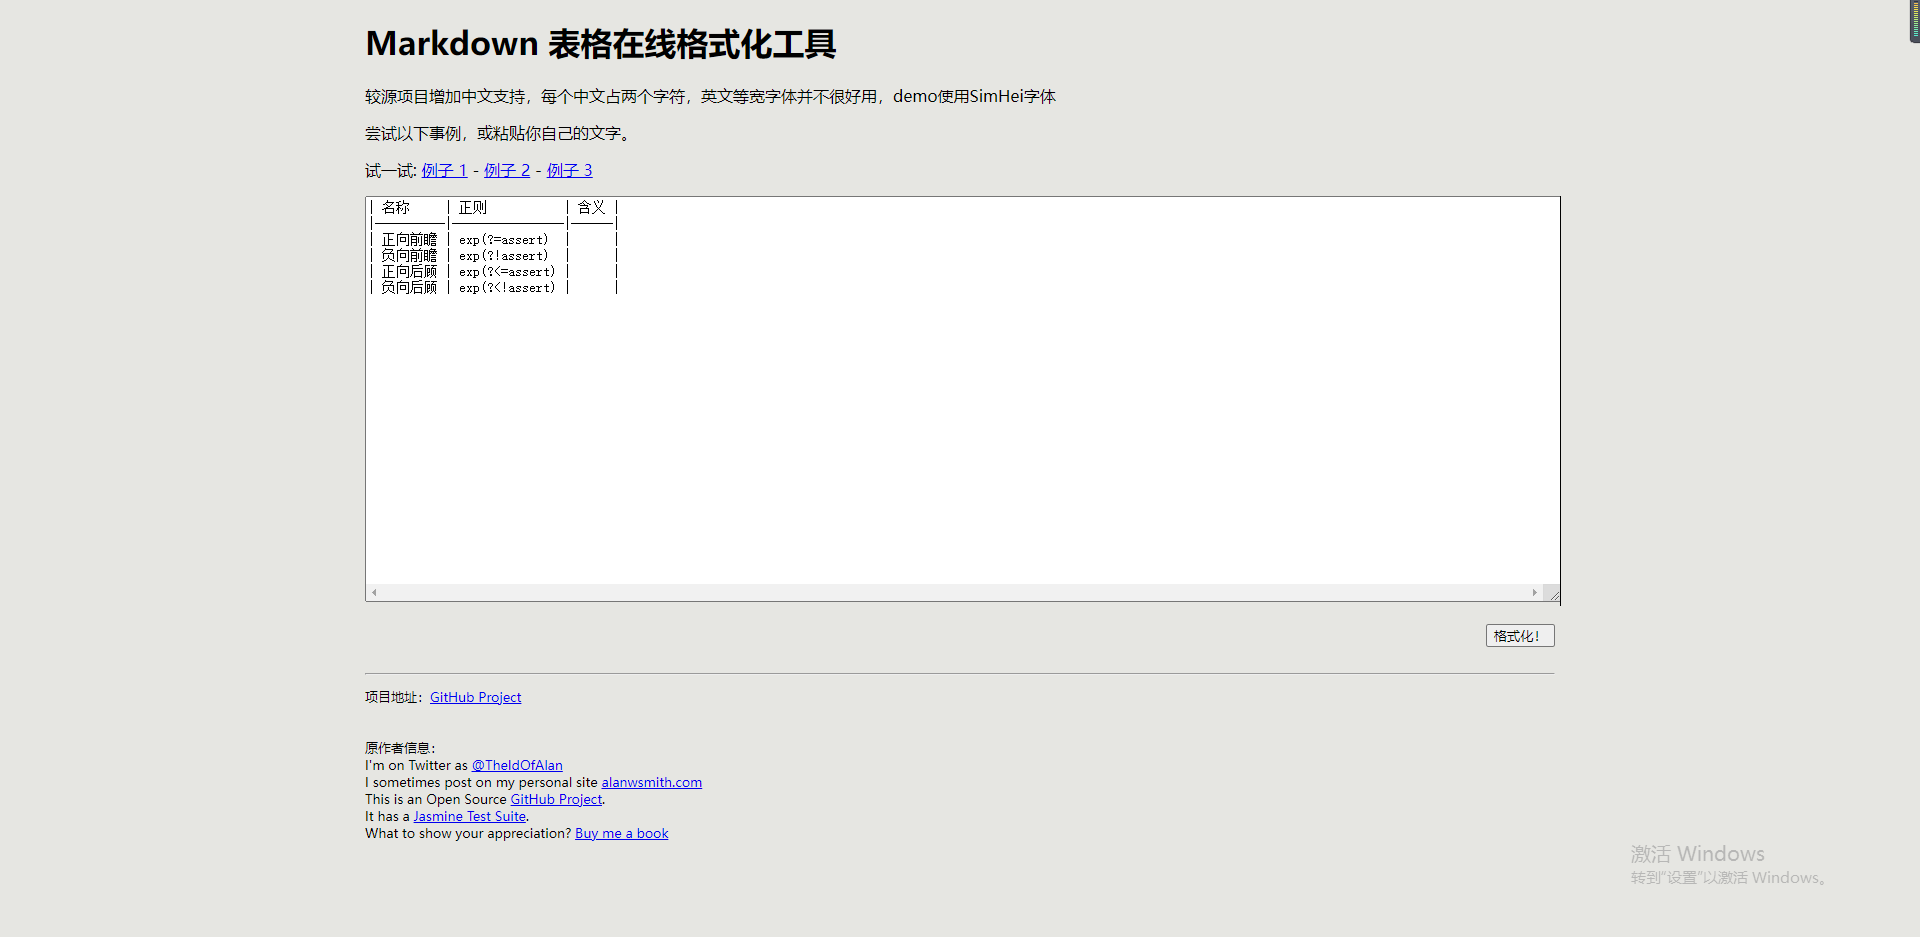 Markdown 表格在线格式化工具
较源项目增加中文支持，每个中文占两个字符，英文等宽字体并不很好用，demo使用SimHei字体
尝试以下事例，或粘贴你自己的文字。
试一试: 例子 1 - 例子 2 - 例子 3
| 名称     | 正则           | 含义 |
|----------|----------------|------|
| 正向前瞻 | exp(?=assert)  |      |
| 负向前瞻 | exp(?!assert)  |      |
| 正向后顾 | exp(?<=assert) |      |
| 负向后顾 | exp(?<!assert) |      |
格式化！
项目地址：GitHub Project
原作者信息：
I'm on Twitter as @TheIdOfAlan
I sometimes post on my personal site alanwsmith.com
This is an Open Source GitHub Project.
It has a Jasmine Test Suite.
What to show your appreciation? Buy me a book
激活 Windows
转到"设置"以激活 Windows。